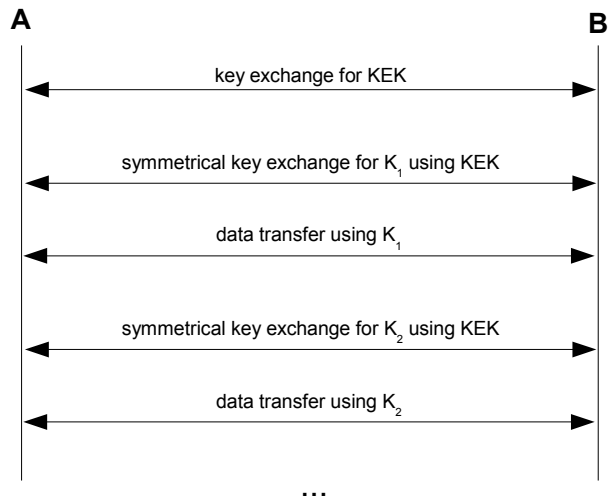 A B
key exchange for KEK
symmetrical key exchange for K₁ using KEK
data transfer using K₁
symmetrical key exchange for K₂ using KEK
data transfer using K₂
...